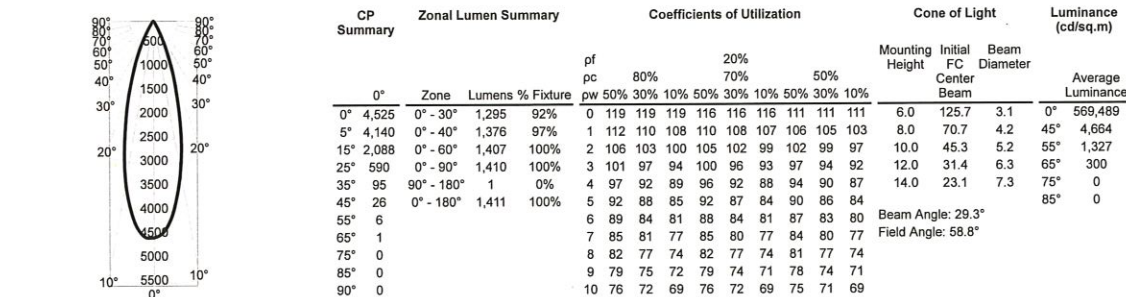 90° 90°
80° 80°
70° 500 70°
60° 60°
50° 1000 50°
40° 1500 40°
30° 2000 30°
2500
20° 3000 20°
3500
4000
4500
5000
10° 5500 10°
0°
CP Summary
0°
0° 4,525
5° 4,140
15° 2,088
25° 590
35° 95
45° 26
55° 6
65° 1
75° 0
85° 0
90° 0
Zonal Lumen Summary
Zone Lumens % Fixture
0° - 30° 1,295 92%
0° - 40° 1,376 97%
0° - 60° 1,407 100%
0° - 90° 1,410 100%
90° - 180° 1 0%
0° - 180° 1,411 100%
Coefficients of Utilization
ρf 20%
ρc 80% 70% 50%
ρw 50% 30% 10% 50% 30% 10% 50% 30% 10%
0 119 119 119 116 116 116 111 111 111
1 112 110 108 110 108 107 106 105 103
2 106 103 100 105 102 99 102 99 97
3 101 97 94 100 96 93 97 94 92
4 97 92 89 96 92 88 94 90 87
5 92 88 85 92 87 84 90 86 84
6 89 84 81 88 84 81 87 83 80
7 85 81 77 85 80 77 84 80 77
8 82 77 74 82 77 74 81 77 74
9 79 75 72 79 74 71 78 74 71
10 76 72 69 76 72 69 75 71 69
Cone of Light
Mounting Initial Beam
Height FC Diameter
Center
Beam
6.0 125.7 3.1
8.0 70.7 4.2
10.0 45.3 5.2
12.0 31.4 6.3
14.0 23.1 7.3
Beam Angle: 29.3°
Field Angle: 58.8°
Luminance
(cd/sq.m)
Average
Luminance
0° 569,489
45° 4,664
55° 1,327
65° 300
75° 0
85° 0